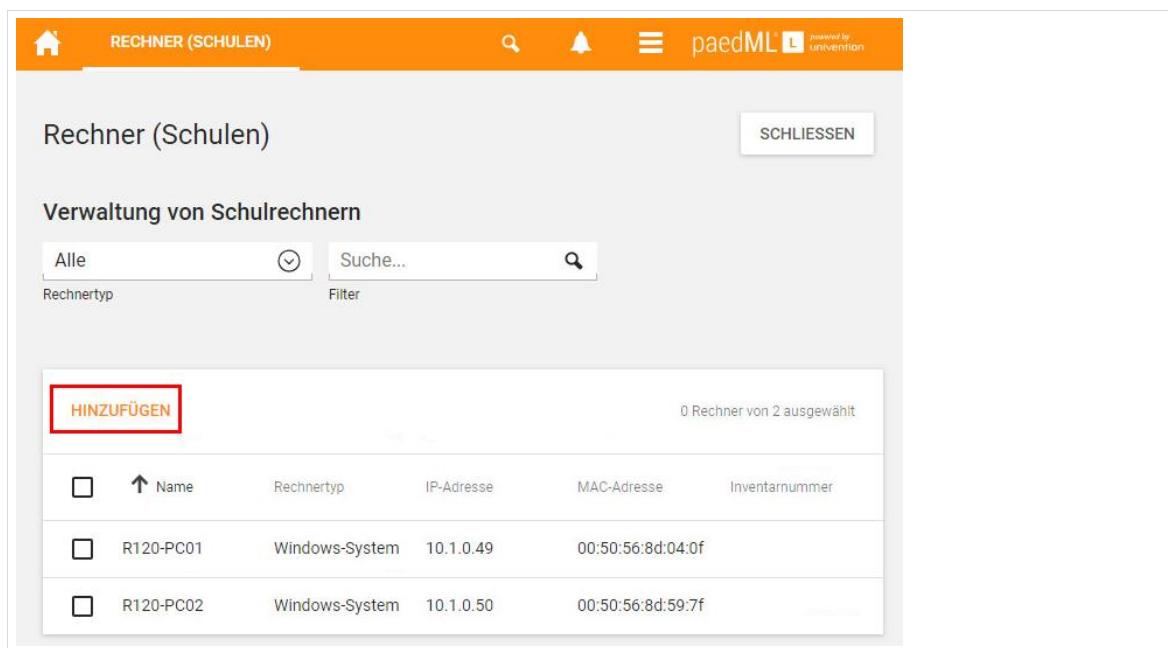 RECHNER (SCHULEN) paedML® L powered by univention
Rechner (Schulen) SCHLIESSEN
Verwaltung von Schulrechnern
Alle Suche...
Rechnertyp Filter
HINZUFÜGEN 0 Rechner von 2 ausgewählt
Name Rechnertyp IP-Adresse MAC-Adresse Inventarnummer
R120-PC01 Windows-System 10.1.0.49 00:50:56:8d:04:0f
R120-PC02 Windows-System 10.1.0.50 00:50:56:8d:59:7f